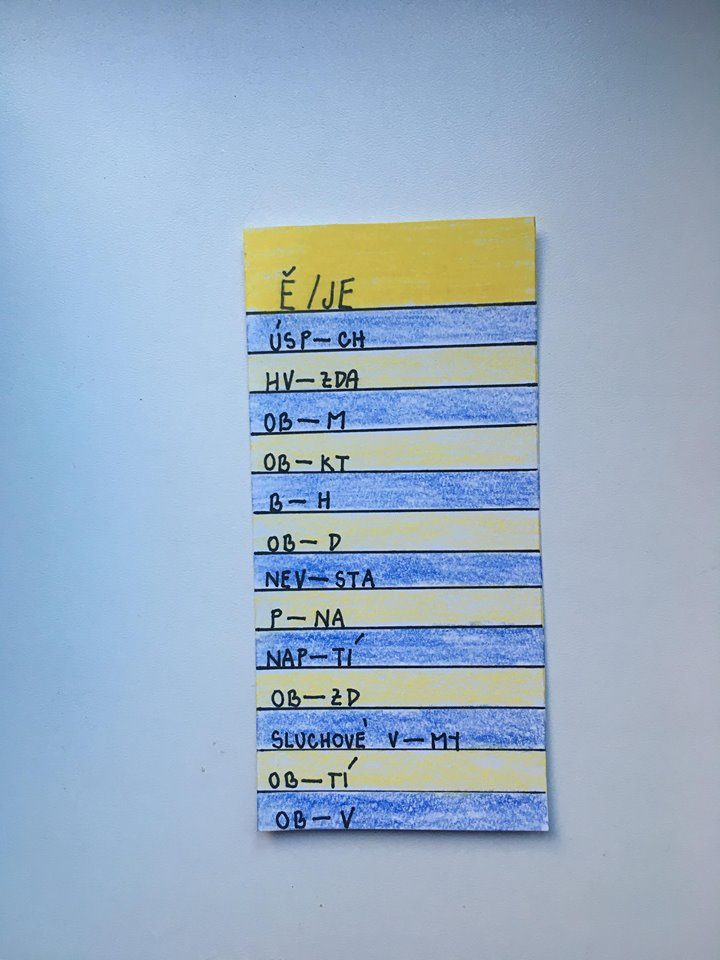 Ě/JE
ÚSP—CH
HV—ZDA
OB—M
OB—KT
B—H
OB—D
NEV—STA
P—NA
NAP—TÍ
OB—ZD
SLUCHOVÉ V—MY
OB—TÍ
OB—V